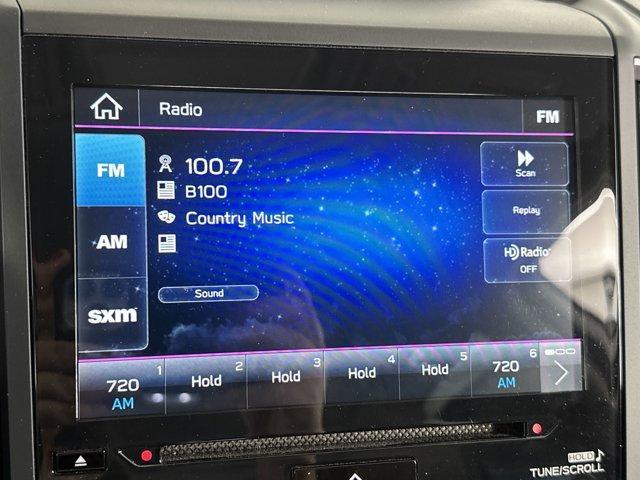 Radio
FM
FM
100.7
B100
AM
Country Music
Scan
Replay
HD Radio
OFF
sxm
Sound
1
720
AM
2
Hold
3
Hold
4
Hold
5
Hold
6
720
AM
HOLD
TUNE/SCROLL